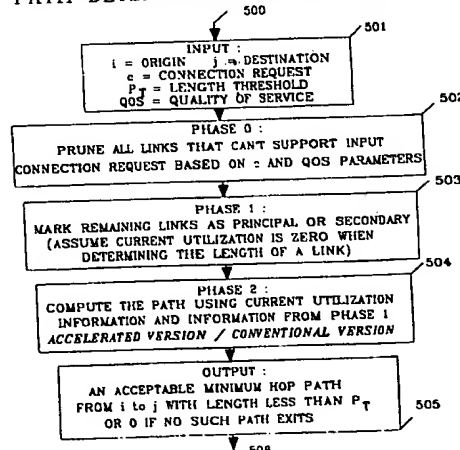 500
501
INPUT :
i = ORIGIN j = DESTINATION
c = CONNECTION REQUEST
PT = LENGTH THRESHOLD
QOS = QUALITY OF SERVICE
502
PHASE 0 :
PRUNE ALL LINKS THAT CAN'T SUPPORT INPUT
CONNECTION REQUEST BASED ON c AND QOS PARAMETERS
503
PHASE 1 :
MARK REMAINING LINKS AS PRINCIPAL OR SECONDARY
(ASSUME CURRENT UTILIZATION IS ZERO WHEN
DETERMINING THE LENGTH OF A LINK)
504
PHASE 2 :
COMPUTE THE PATH USING CURRENT UTILIZATION
INFORMATION AND INFORMATION FROM PHASE 1
ACCELERATED VERSION / CONVENTIONAL VERSION
OUTPUT :
AN ACCEPTABLE MINIMUM HOP PATH
FROM i to j WITH LENGTH LESS THAN PT
OR 0 IF NO SUCH PATH EXITS
505